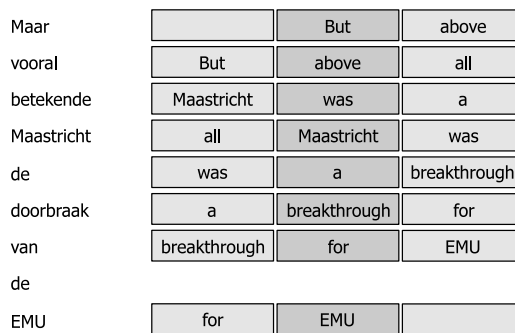 Maar But above
vooral But above all
betekende Maastricht was a
Maastricht all Maastricht was
de was a breakthrough
doorbraak a breakthrough for
van breakthrough for EMU
de
EMU for EMU